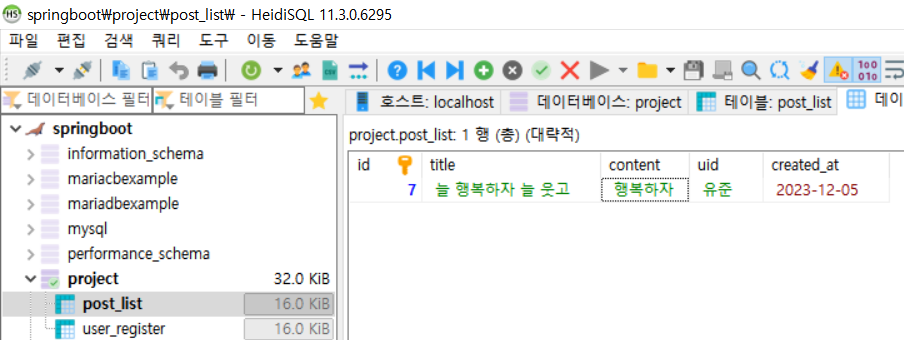 springboot\project\post_list\ - HeidiSQL 11.3.0.6295
파일 편집 검색 쿼리 도구 이동 도움말
데이터베이스 필터 테이블 필터
호스트: localhost 데이터베이스: project 테이블: post_list 데이
springboot
information_schema
mariacbexample
mariadbexample
mysql
performance_schema
project 32.0 KiB
post_list 16.0 KiB
user_register 16.0 KiB
project.post_list: 1 행 (총) (대략적)
id title content uid created_at
7 늘 행복하자 늘 웃고 행복하자 유준 2023-12-05